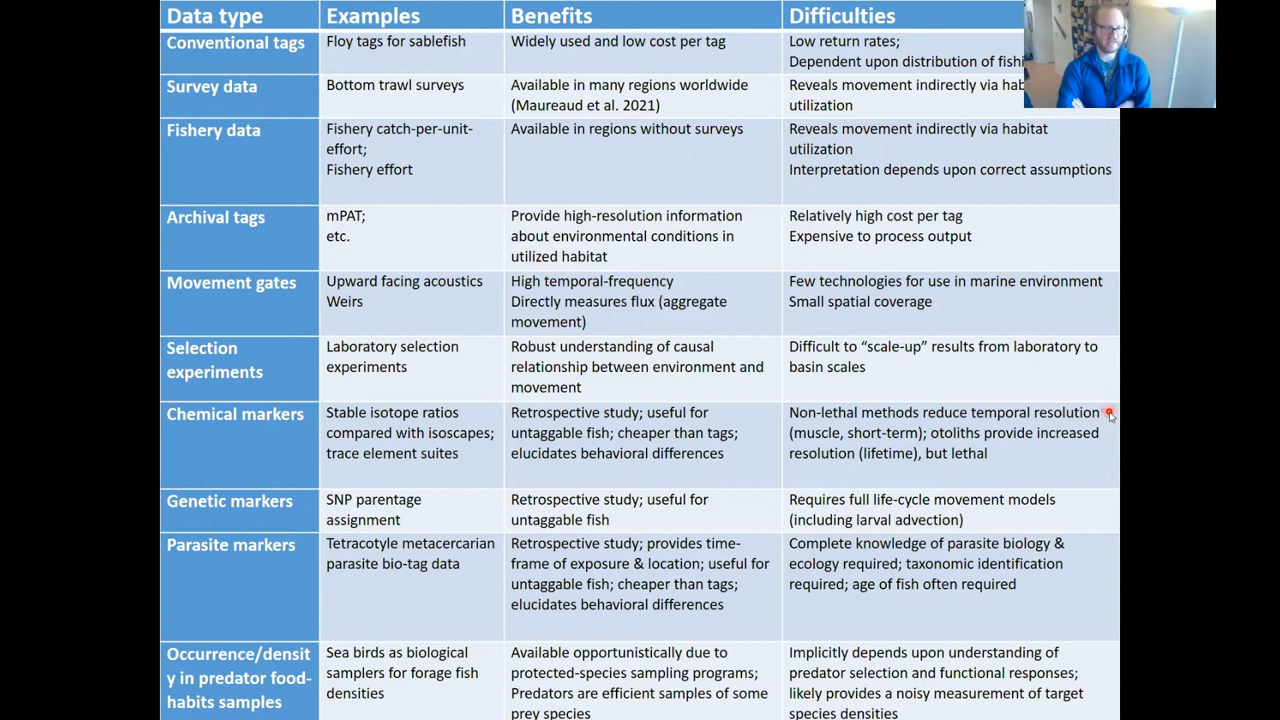 Data type Examples Benefits Difficulties
Conventional tags
Floy tags for sablefish
Widely used and low cost per tag
Low return rates;
Dependent upon distribution of
Survey data
Bottom trawl surveys
Available in many regions worldwide
(Maureaud et al. 2021)
Reveals movement indirectly via
utilization
Fishery data
Fishery catch-per-unit-
effort;
Fishery effort
Available in regions without surveys
Reveals movement indirectly via habitat
utilization
Interpretation depends upon correct assumptions
Archival tags
mPAT;
etc.
Provide high-resolution information
about environmental conditions in
utilized habitat
Relatively high cost per tag
Expensive to process output
Movement gates
Upward facing acoustics
Weirs
High temporal-frequency
Directly measures flux (aggregate
movement)
Few technologies for use in marine environment
Small spatial coverage
Selection
experiments
Laboratory selection
experiments
Robust understanding of causal
relationship between environment and
movement
Difficult to “scale-up” results from laboratory to
basin scales
Chemical markers
Stable isotope ratios
compared with isoscapes;
trace element suites
Retrospective study; useful for
untaggable fish; cheaper than tags;
elucidates behavioral differences
Non-lethal methods reduce temporal resolution
(muscle, short-term); otoliths provide increased
resolution (lifetime), but lethal
Genetic markers
SNP parentage
assignment
Retrospective study; useful for
untaggable fish
Requires full life-cycle movement models
(including larval advection)
Parasite markers
Tetracotyle metacercarian
parasite bio-tag data
Retrospective study; provides time-
frame of exposure & location; useful for
untaggable fish; cheaper than tags;
elucidates behavioral differences
Complete knowledge of parasite biology &
ecology required; taxonomic identification
required; age of fish often required
Occurrence/densit
y in predator food-
habits samples
Sea birds as biological
samplers for forage fish
densities
Available opportunistically due to
protected-species sampling programs;
Predators are efficient samples of some
prey species
Implicitly depends upon understanding of
predator selection and functional responses;
likely provides a noisy measurement of target
species densities